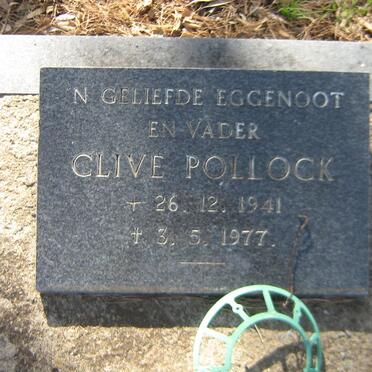 N GELIEFDE EGGENOOT
EN VADER
CLIVE POLLOCK
+ 26. 12. 1941
† 3. 5. 1977.